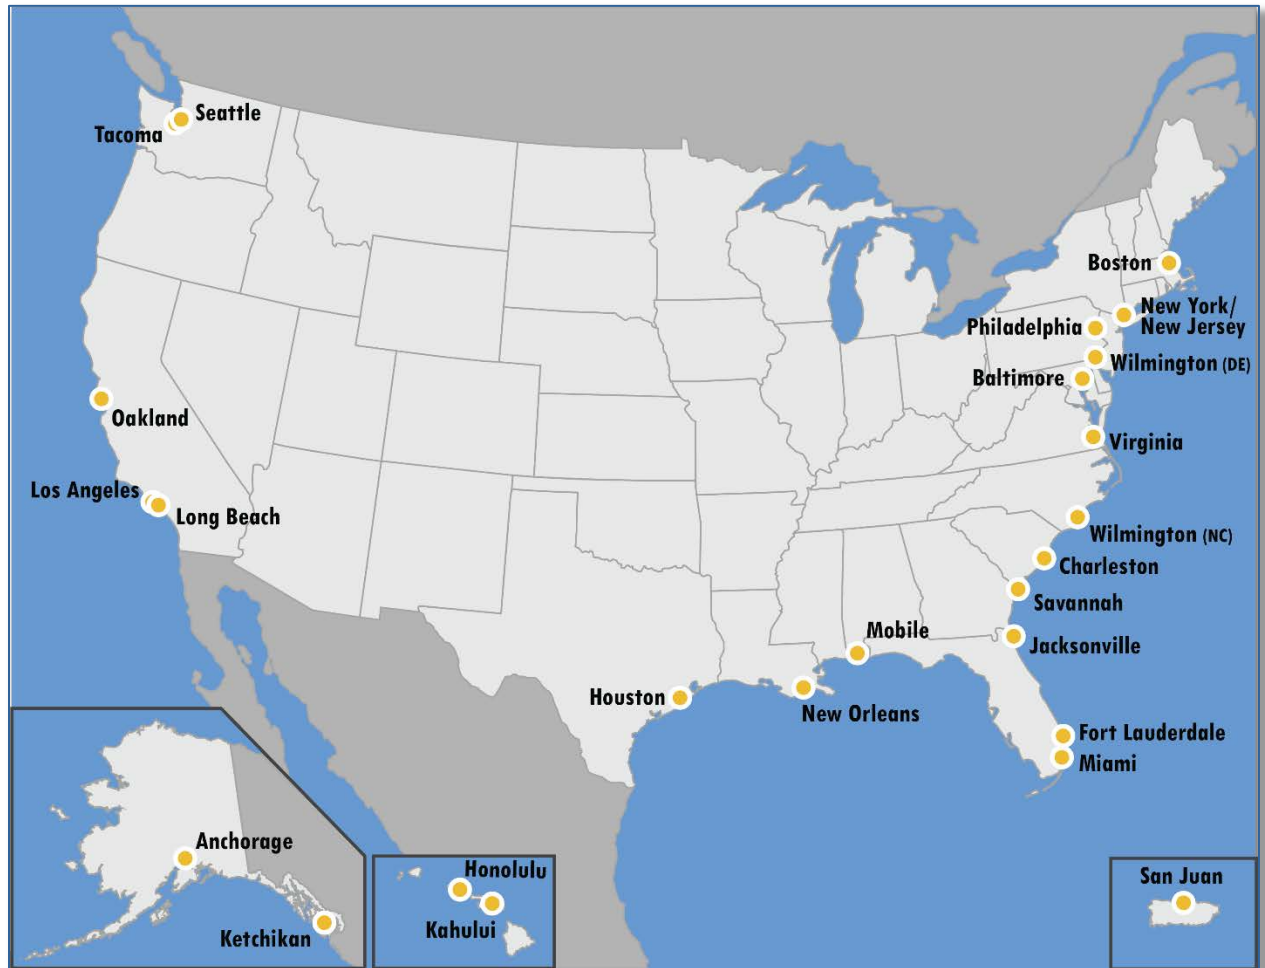 Seattle
Tacoma
Boston
New York/
New Jersey
Philadelphia
Wilmington (DE)
Baltimore
Oakland
Virginia
Los Angeles
Long Beach
Wilmington (NC)
Charleston
Savannah
Mobile
Jacksonville
Houston
New Orleans
Fort Lauderdale
Miami
Anchorage
Ketchikan
Honolulu
Kahului
San Juan